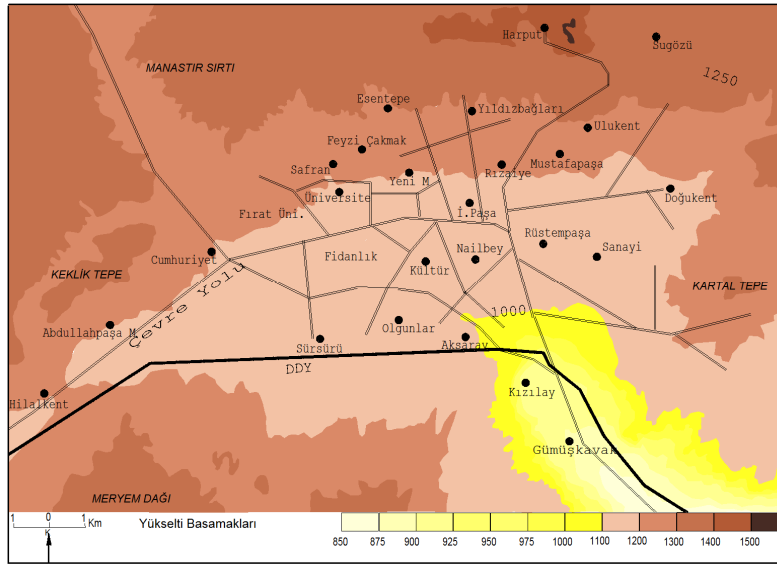 Harput
Sugözü
MANASTIR SIRTI
1250
Esentepe
Yıldızbağları
Ulukent
Feyzi Çakmak
Safran
Yeni M.
Rızaiye
Mustafapaşa
Üniversite
Doğukent
Fırat Üni.
İ.Paşa
Rüstempaşa
Cumhuriyet
Fidanlık
Nailbey
Sanayi
Kültür
KEKLİK TEPE
Çevre Yolu
KARTAL TEPE
1000
Abdullahpaşa M.
Olgunlar
Sürsürü
Aksaray
DDY
Kızılay
Hilalkent
Gümüşkavak
MERYEM DAĞI
1 0 1 Km
K
Yükselti Basamakları
850 875 900 925 950 975 1000 1100 1200 1300 1400 1500